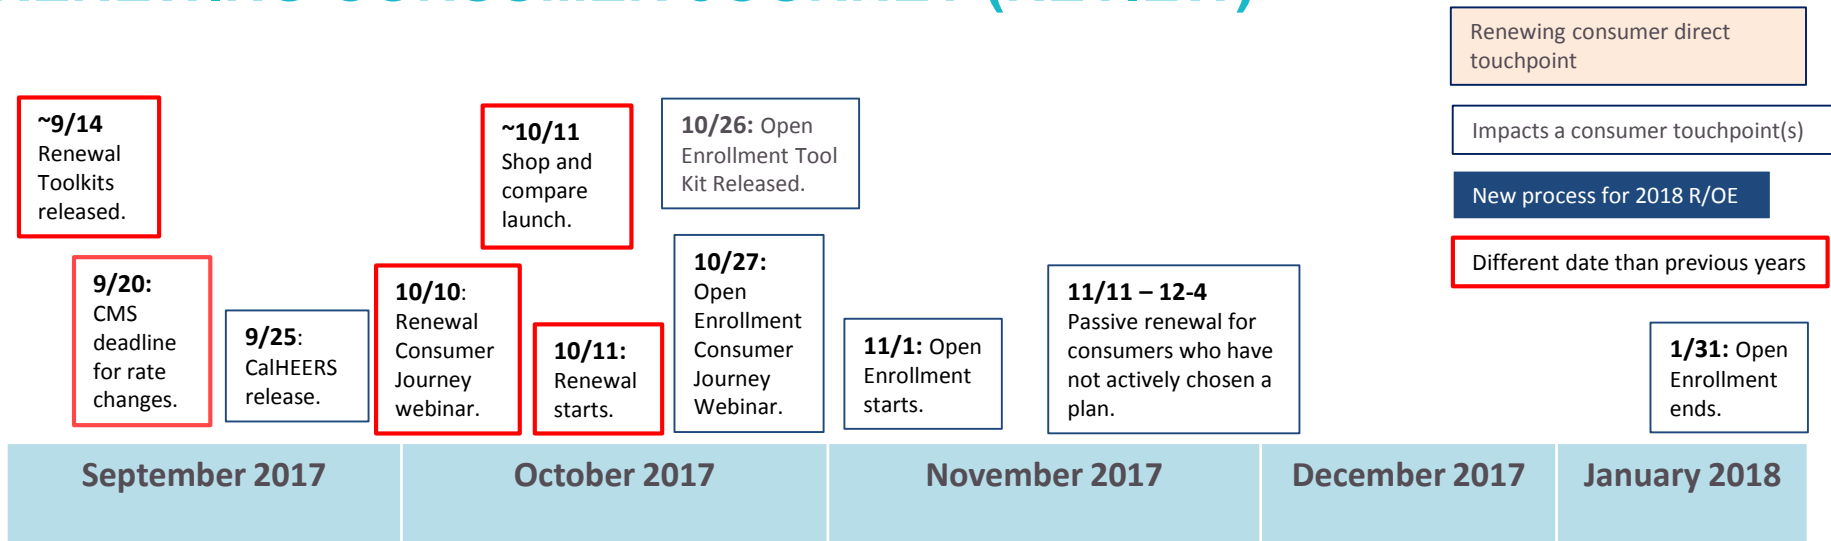 RENEWING CONSUMER JOURNEY
Renewing consumer direct
touchpoint
Impacts a consumer touchpoint(s)
New process for 2018 R/OE
Different date than previous years
~9/14
Renewal
Toolkits
released.
9/20:
CMS
deadline
for rate
changes.
9/25:
CalHEERS
release.
10/10:
Renewal
Consumer
Journey
webinar.
~10/11
Shop and
compare
launch.
10/11:
Renewal
starts.
10/26: Open
Enrollment Tool
Kit Released.
10/27:
Open
Enrollment
Consumer
Journey
Webinar.
11/1: Open
Enrollment
starts.
11/11 – 12-4
Passive renewal for
consumers who have
not actively chosen a
plan.
1/31: Open
Enrollment
ends.
September 2017
October 2017
November 2017
December 2017
January 2018